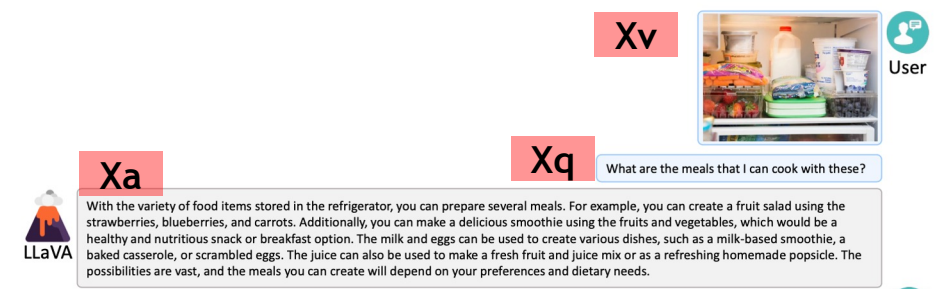 Xv
User
Xq
What are the meals that I can cook with these?
Xa
LLaVA
With the variety of food items stored in the refrigerator, you can prepare several meals. For example, you can create a fruit salad using the
strawberries, blueberries, and carrots. Additionally, you can make a delicious smoothie using the fruits and vegetables, which would be a
healthy and nutritious snack or breakfast option. The milk and eggs can be used to create various dishes, such as a milk-based smoothie, a
baked casserole, or scrambled eggs. The juice can also be used to make a fresh fruit and juice mix or as a refreshing homemade popsicle. The
possibilities are vast, and the meals you can create will depend on your preferences and dietary needs.